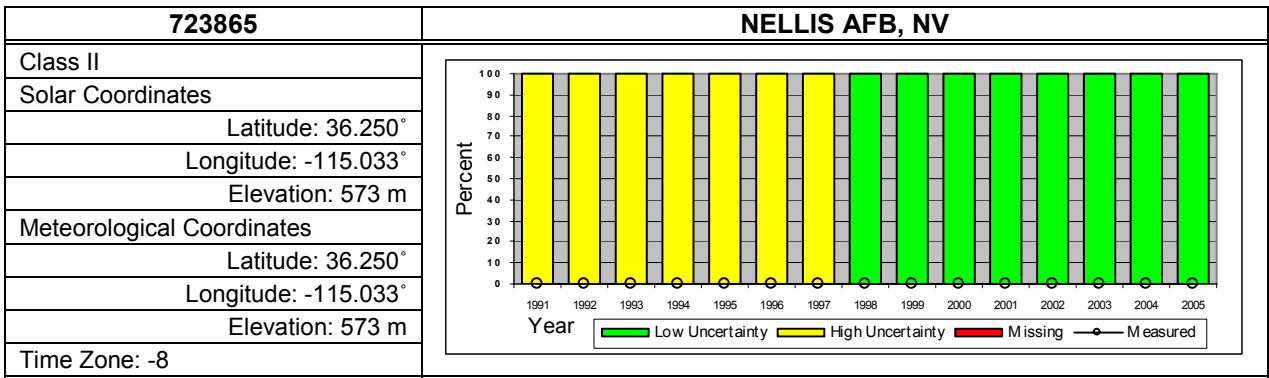 723865
NELLIS AFB, NV
Class II
Solar Coordinates
Latitude: 36.250˚
Longitude: -115.033˚
Elevation: 573 m
Meteorological Coordinates
Latitude: 36.250˚
Longitude: -115.033˚
Elevation: 573 m
Time Zone: -8
Percent
100
90
80
70
60
50
40
30
20
10
0
1991 1992 1993 1994 1995 1996 1997 1998 1999 2000 2001 2002 2003 2004 2005
Year
Low Uncertainty High Uncertainty Missing Measured